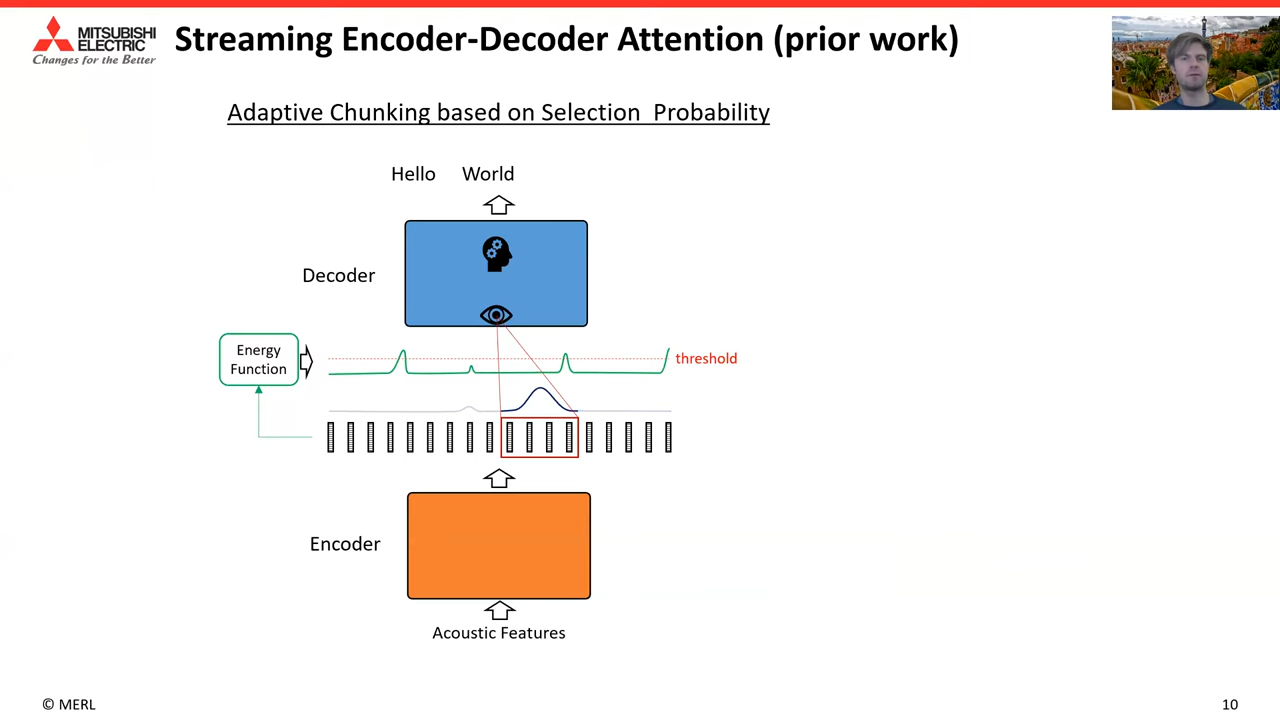 MITSUBISHI
ELECTRIC
Changes for the Better
Streaming Encoder-Decoder Attention (prior work)
Adaptive Chunking based on Selection Probability
Hello World
Decoder
Energy
Function
threshold
Encoder
Acoustic Features
© MERL
10